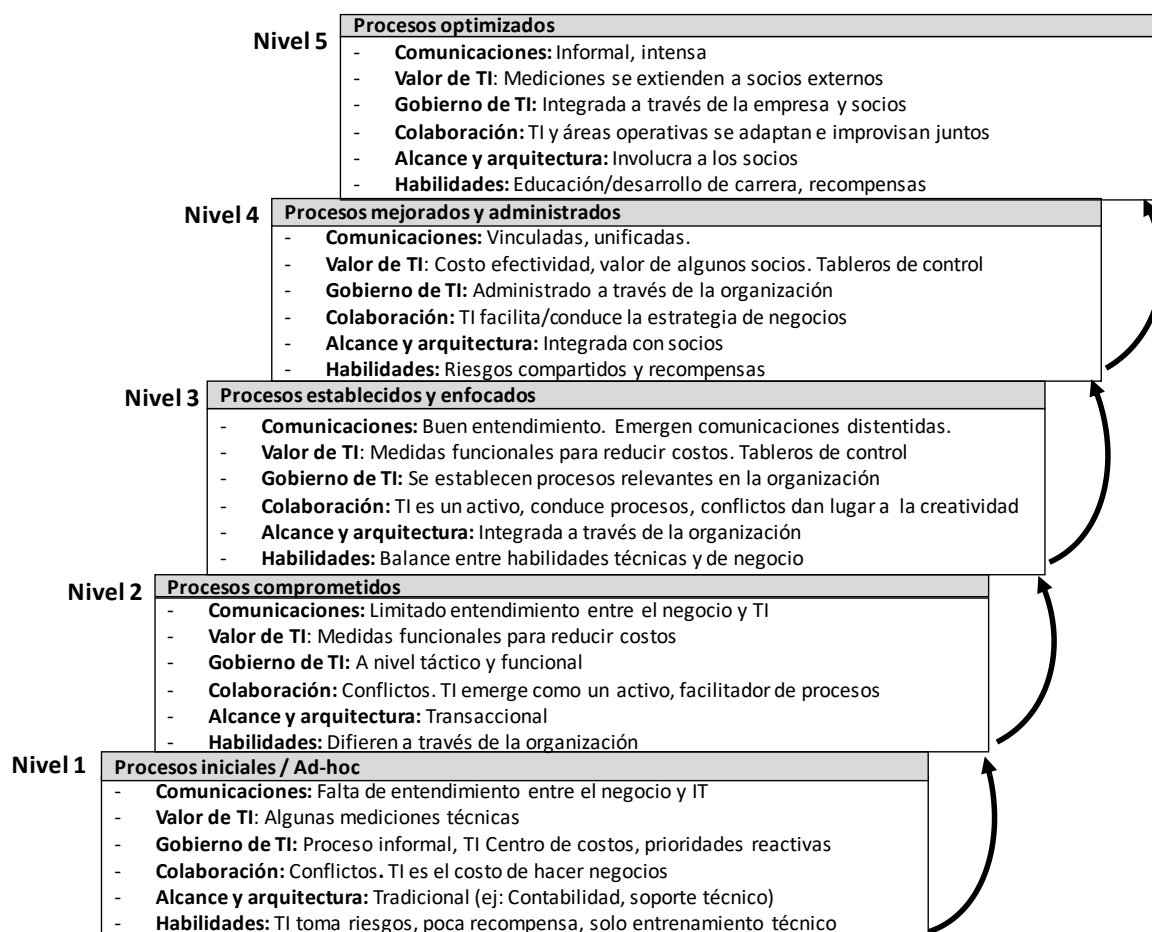 Nivel 5
Procesos optimizados
- Comunicaciones: Informal, intensa
- Valor de TI: Mediciones se extienden a socios externos
- Gobierno de TI: Integrada a través de la empresa y socios
- Colaboración: TI y áreas operativas se adaptan e improvisan juntos
- Alcance y arquitectura: Involucra a los socios
- Habilidades: Educación/desarrollo de carrera, recompensas
Nivel 4
Procesos mejorados y administrados
- Comunicaciones: Vinculadas, unificadas.
- Valor de TI: Costo efectividad, valor de algunos socios. Tableros de control
- Gobierno de TI: Administrado a través de la organización
- Colaboración: TI facilita/conduce la estrategia de negocios
- Alcance y arquitectura: Integrada con socios
- Habilidades: Riesgos compartidos y recompensas
Nivel 3
Procesos establecidos y enfocados
- Comunicaciones: Buen entendimiento. Emergen comunicaciones distentidas.
- Valor de TI: Medidas funcionales para reducir costos. Tableros de control
- Gobierno de TI: Se establecen procesos relevantes en la organización
- Colaboración: TI es un activo, conduce procesos, conflictos dan lugar a la creatividad
- Alcance y arquitectura: Integrada a través de la organización
- Habilidades: Balance entre habilidades técnicas y de negocio
Nivel 2
Procesos comprometidos
- Comunicaciones: Limitado entendimiento entre el negocio y TI
- Valor de TI: Medidas funcionales para reducir costos
- Gobierno de TI: A nivel táctico y funcional
- Colaboración: Conflictos. TI emerge como un activo, facilitador de procesos
- Alcance y arquitectura: Transaccional
- Habilidades: Difieren a través de la organización
Nivel 1
Procesos iniciales / Ad-hoc
- Comunicaciones: Falta de entendimiento entre el negocio y IT
- Valor de TI: Algunas mediciones técnicas
- Gobierno de TI: Proceso informal, TI Centro de costos, prioridades reactivas
- Colaboración: Conflictos. TI es el costo de hacer negocios
- Alcance y arquitectura: Tradicional (ej: Contabilidad, soporte técnico)
- Habilidades: TI toma riesgos, poca recompensa, solo entrenamiento técnico